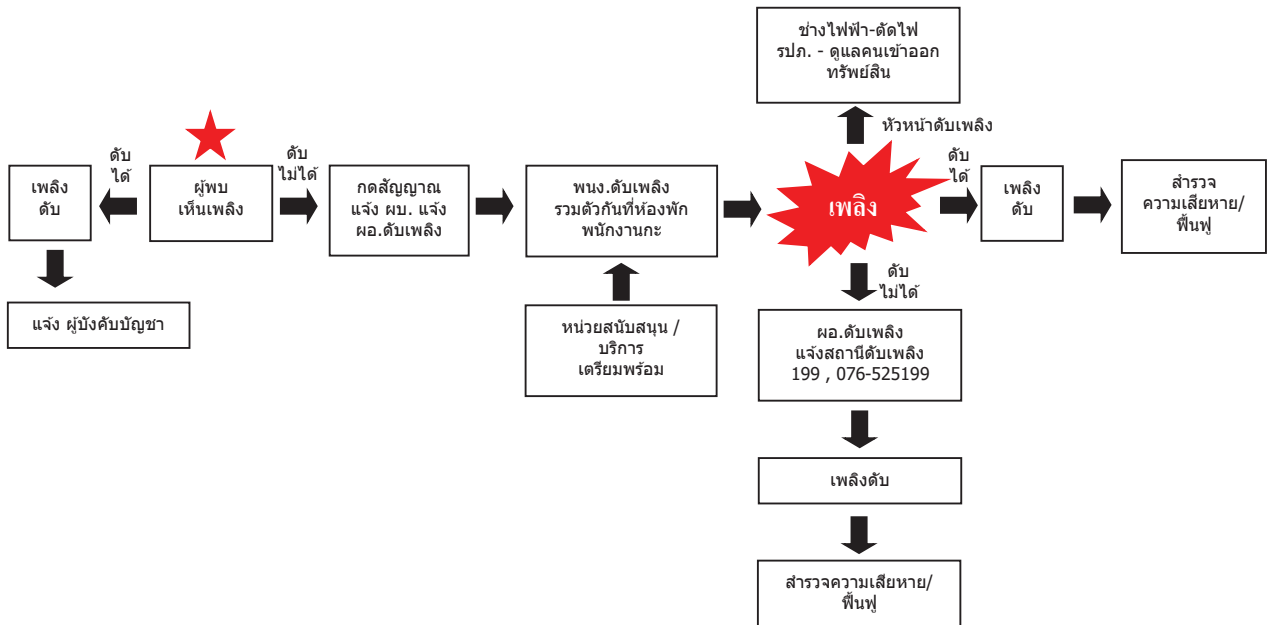 ช่างไฟฟ้า-ตัดไฟ
รปภ. - ดูแลคนเข้าออก
ทรัพย์สิน
หัวหน้าดับเพลิง
เพลิง
ดับ
ดับ
ได้
ผู้พบ
เห็นเพลิง
ดับ
ไม่ได้
กดสัญญาณ
แจ้ง ผบ. แจ้ง
ผอ.ดับเพลิง
พนง.ดับเพลิง
รวมตัวกันที่ห้องพัก
พนักงานกะ
เพลิง
ดับ
ได้
เพลิง
ดับ
สำรวจ
ความเสียหาย/
ฟื้นฟู
แจ้ง ผู้บังคับบัญชา
หน่วยสนับสนุน /
บริการ
เตรียมพร้อม
ดับ
ไม่ได้
ผอ.ดับเพลิง
แจ้งสถานีดับเพลิง
199 , 076-525199
เพลิงดับ
สำรวจความเสียหาย/
ฟื้นฟู